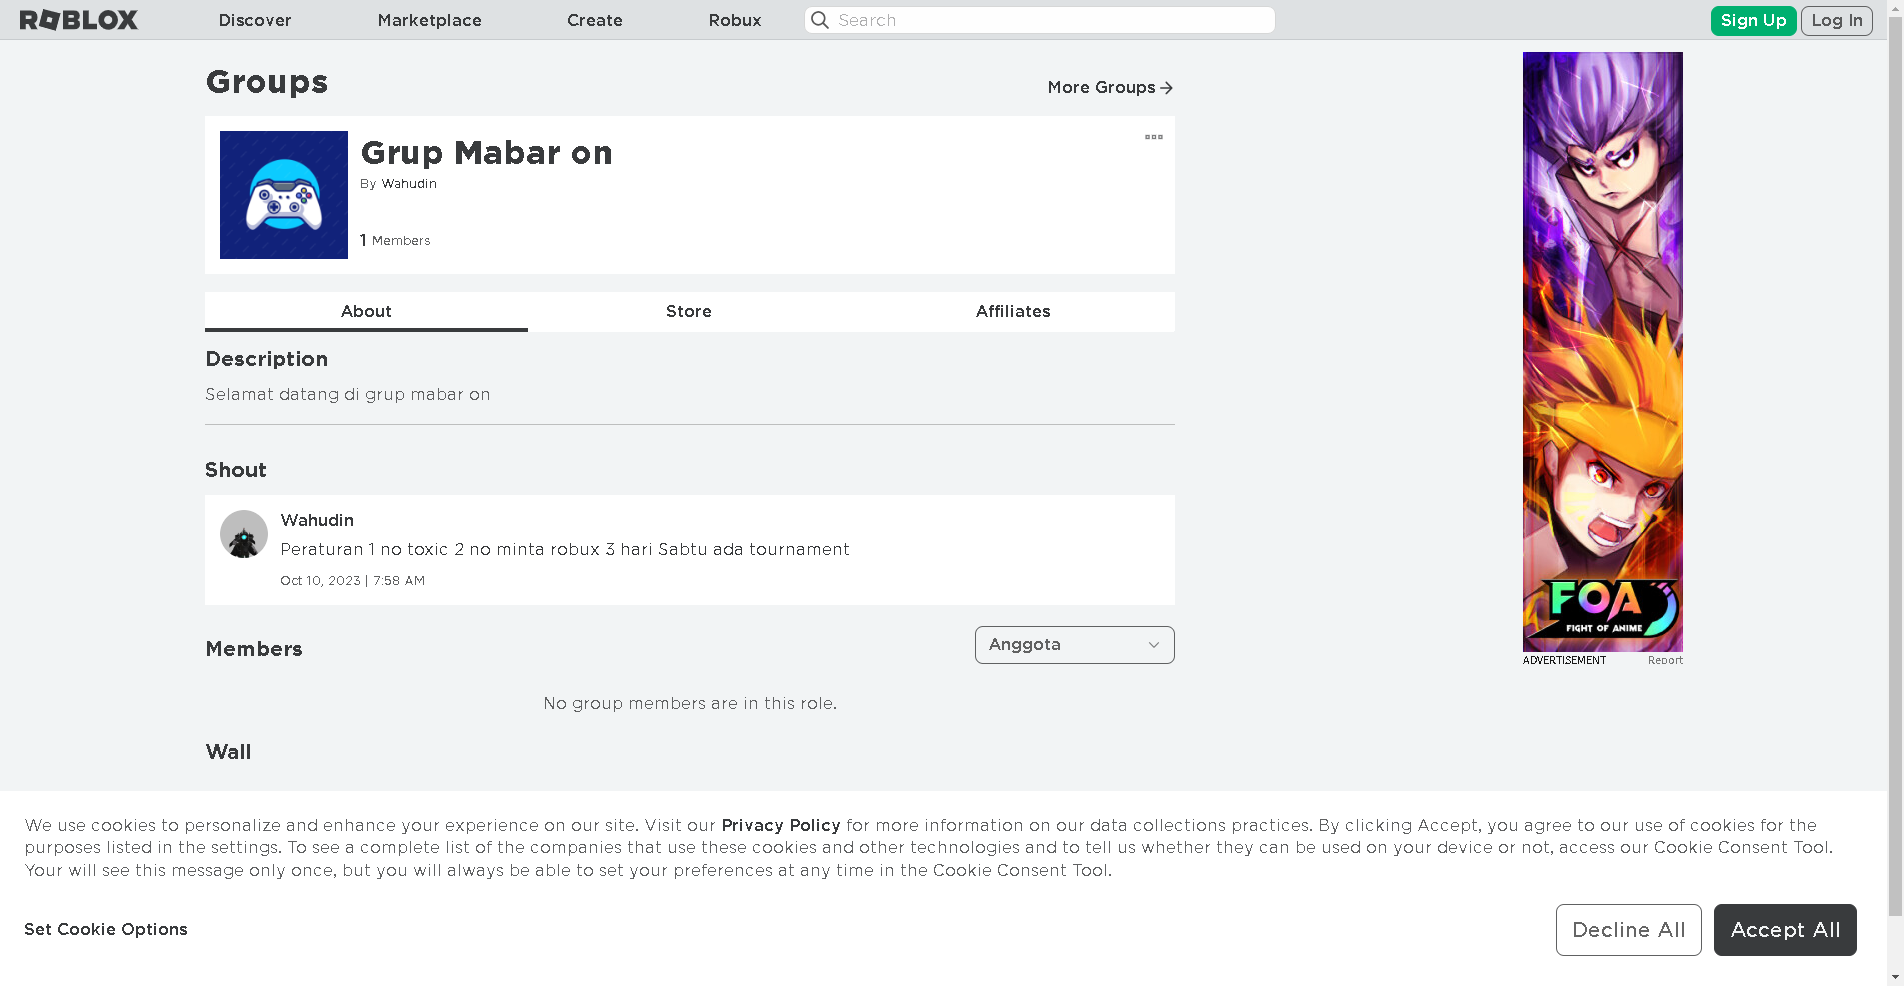 ROBLOX
Discover
Marketplace
Create
Robux
Search
Sign Up
Log In
Groups
More Groups
Grup Mabar on
By Wahudin
1 Members
About
Store
Affiliates
Description
Selamat datang di grup mabar on
Shout
Wahudin
Peraturan 1 no toxic 2 no minta robux 3 hari Sabtu ada tournament
Oct 10, 2023 | 7:58 AM
Members
Anggota
No group members are in this role.
Wall
FOA
FIGHT OF ANIME
ADVERTISEMENT
Report
We use cookies to personalize and enhance your experience on our site. Visit our Privacy Policy for more information on our data collections practices. By clicking Accept, you agree to our use of cookies for the
purposes listed in the settings. To see a complete list of the companies that use these cookies and other technologies and to tell us whether they can be used on your device or not, access our Cookie Consent Tool.
Your will see this message only once, but you will always be able to set your preferences at any time in the Cookie Consent Tool.
Set Cookie Options
Decline All
Accept All